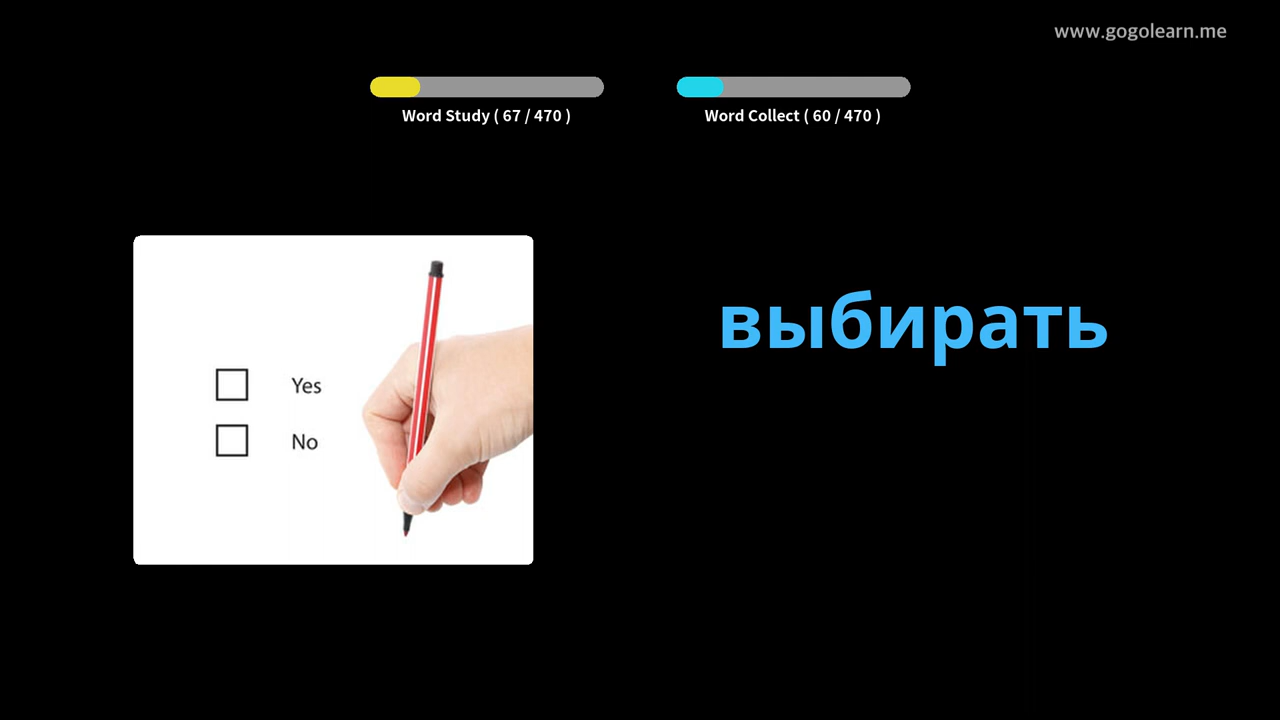 www.gogolearn.me
Word Study ( 67 / 470 )
Word Collect ( 60 / 470 )
Yes
No
выбирать